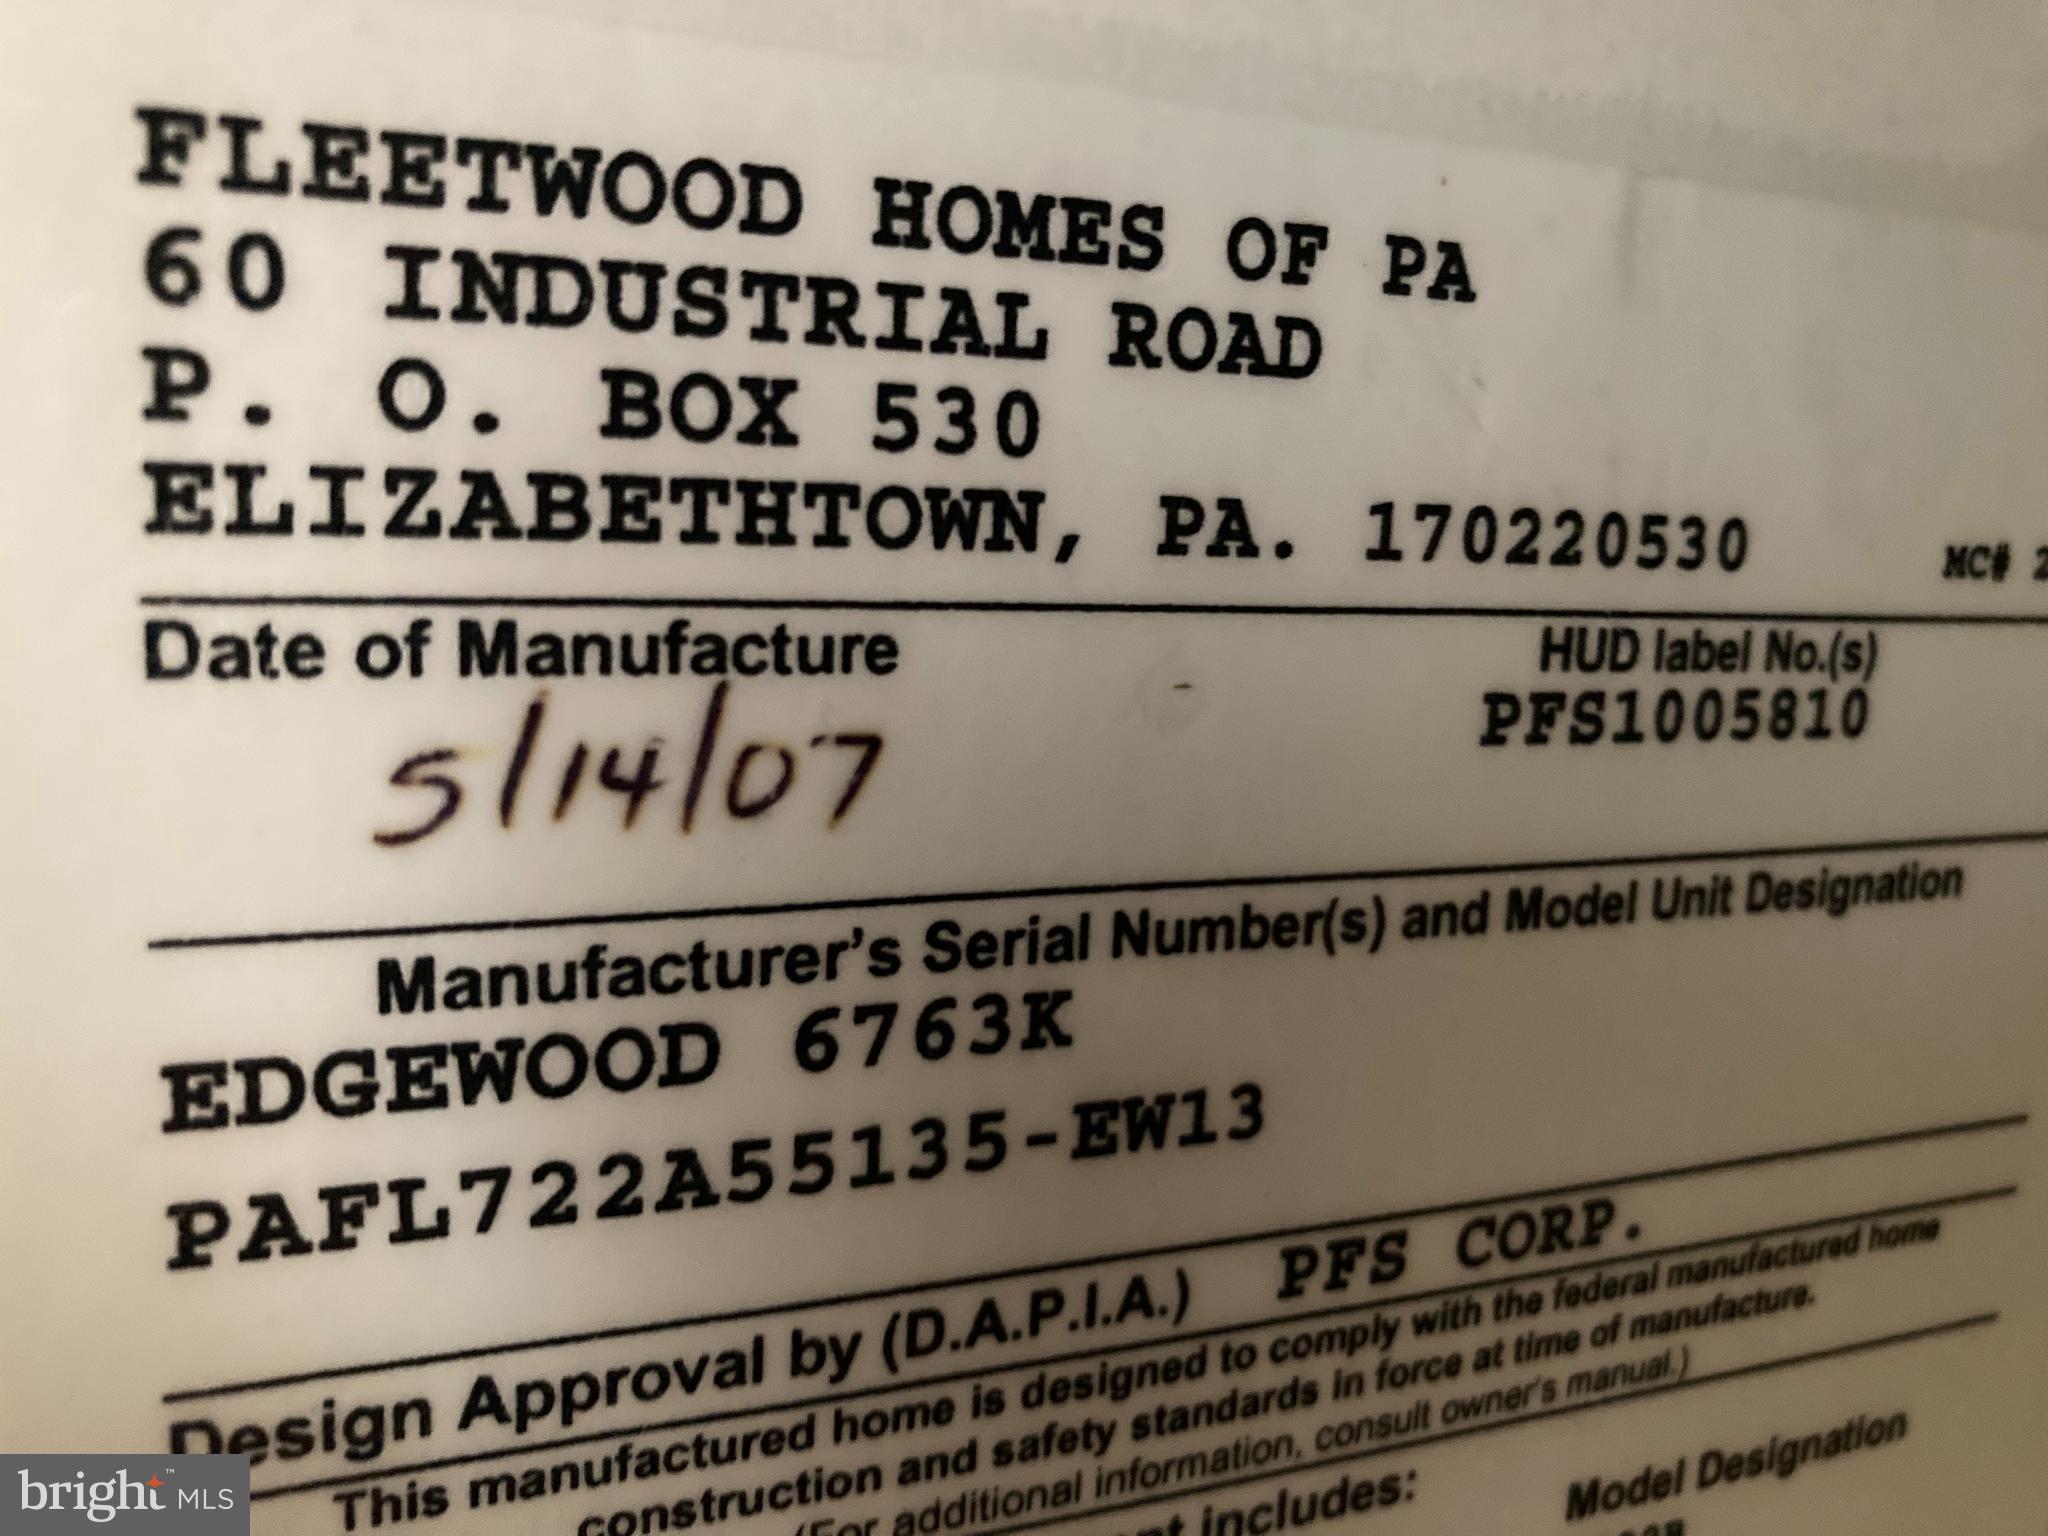 FLEETWOOD HOMES OF PA
60 INDUSTRIAL ROAD
P. O. BOX 530
ELIZABETHTOWN, PA. 170220530
MC# 2
Date of Manufacture
HUD label No.(s)
5/14/07
PFS1005810
Manufacturer's Serial Number(s) and Model Unit Designation
EDGEWOOD 6763K
PAFL722A55135-EW13
Design Approval by (D.A.P.I.A.) PFS CORP.
This manufactured home is designed to comply with the federal manufactured home
construction and safety standards in force at time of manufacture.
(For additional information, consult owner's manual.)
includes:
Model Designation
bright™ MLS